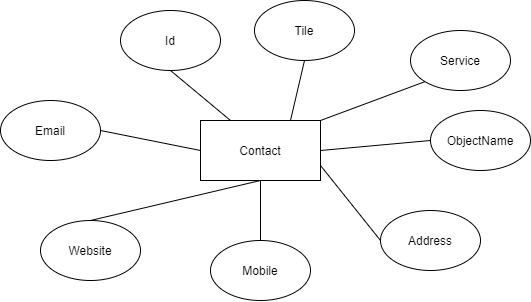 Id
Tile
Service
Email
Contact
ObjectName
Website
Mobile
Address